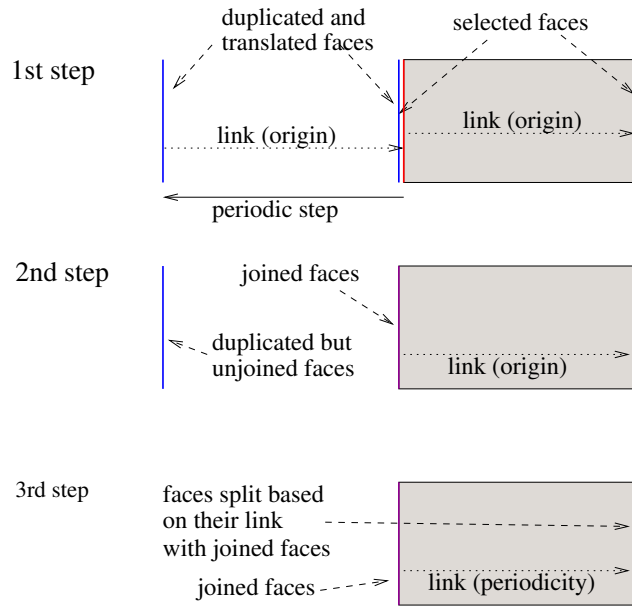 duplicated and
translated faces
selected faces
1st step
link (origin)
link (origin)
periodic step
2nd step
joined faces
duplicated but
unjoined faces
link (origin)
3rd step
faces split based
on their link
with joined faces
joined faces
link (periodicity)